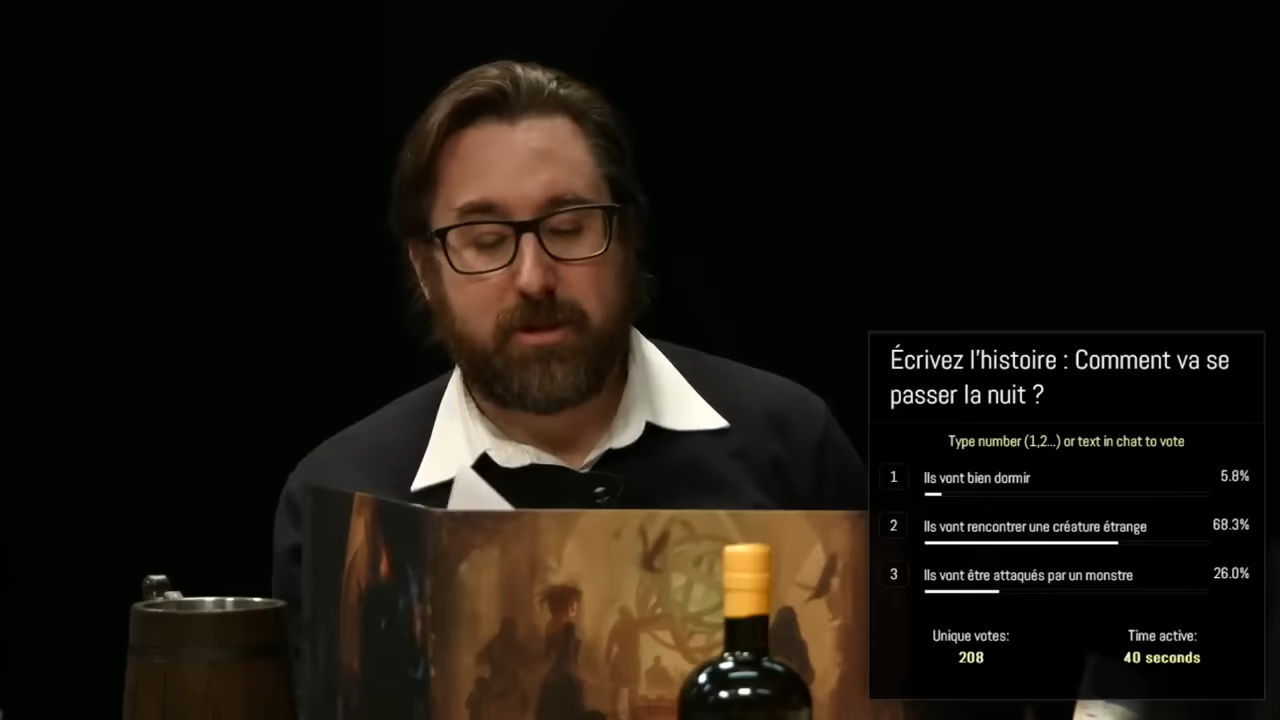 Écrivez l'histoire : Comment va se
passer la nuit ?
Type number (1,2...) or text in chat to vote
1 Ils vont bien dormir 5.8%
2 Ils vont rencontrer une créature étrange 68.3%
3 Ils vont être attaqués par un monstre 26.0%
Unique votes: Time active:
208 40 seconds